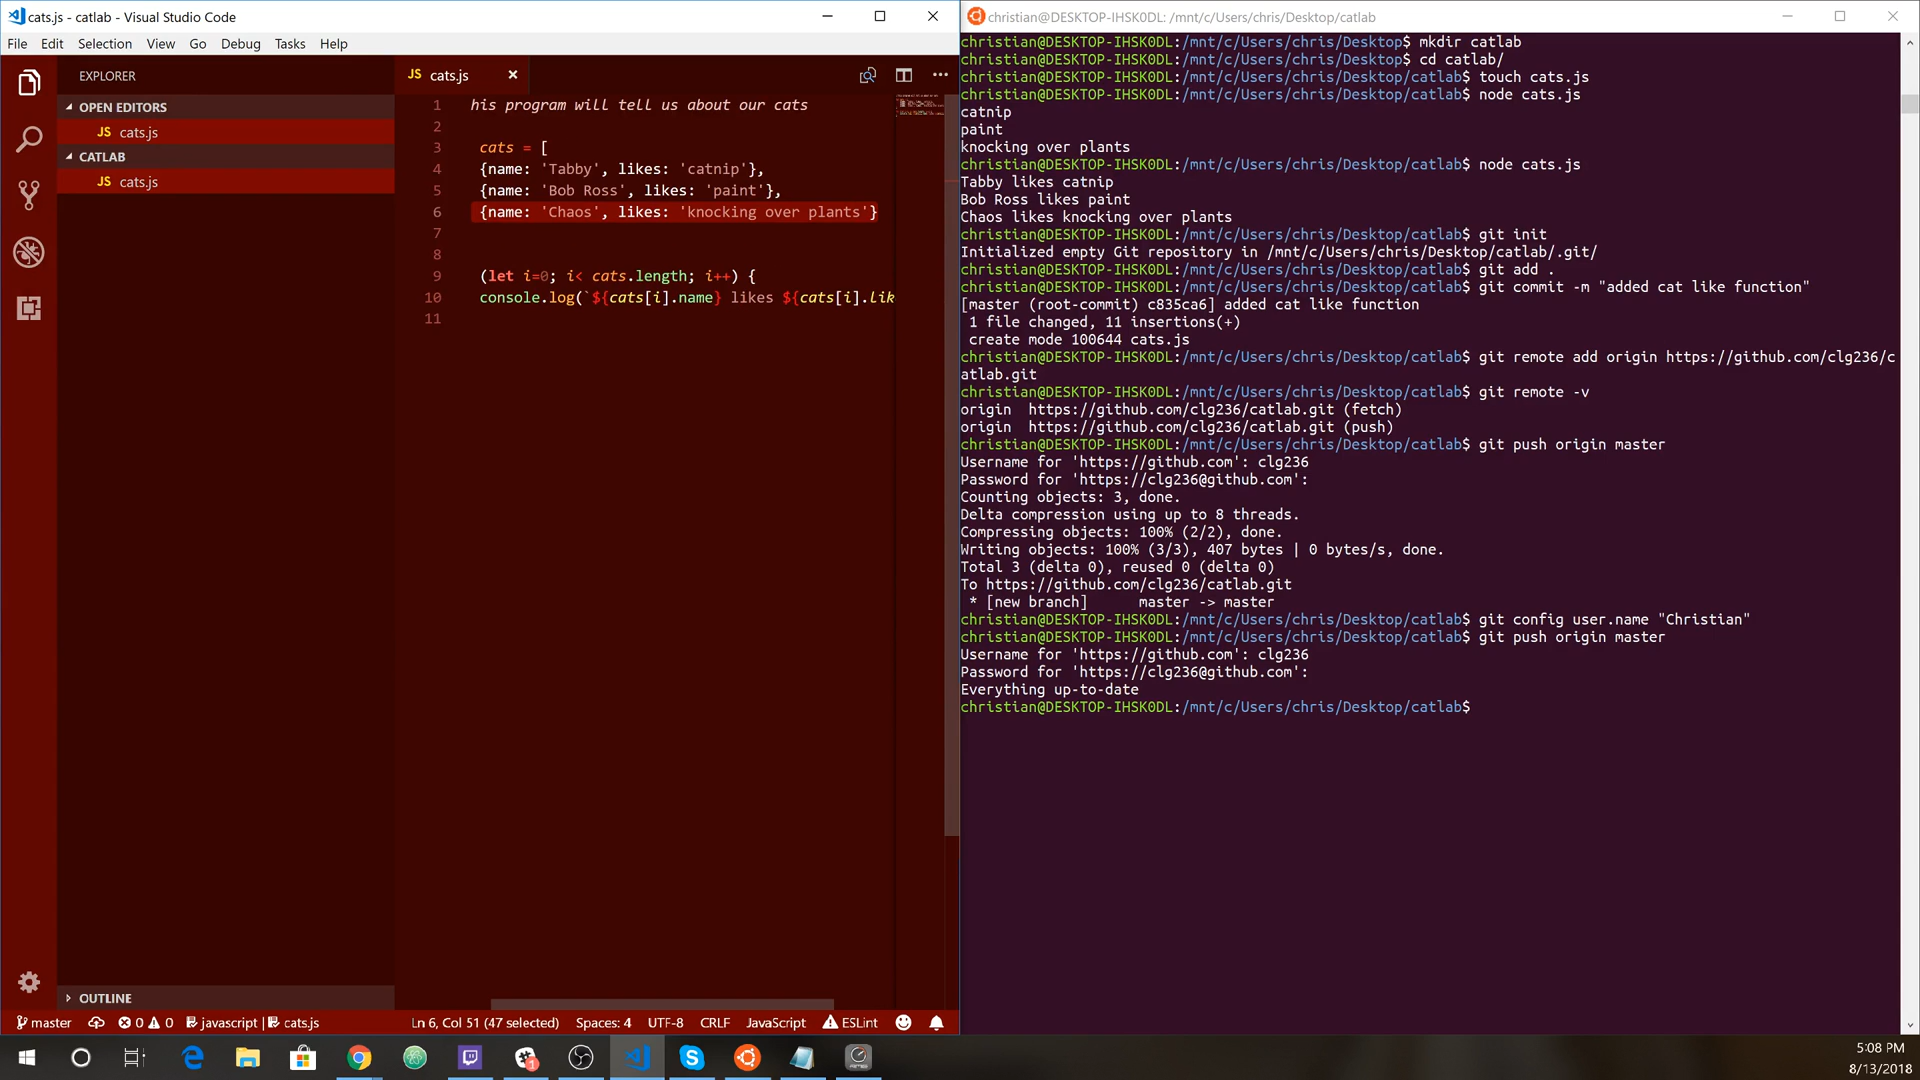 cats.js - catlab - Visual Studio Code
File Edit Selection View Go Debug Tasks Help
EXPLORER
OPEN EDITORS
JS cats.js
CATLAB
JS cats.js
OUTLINE
JS cats.js
1 his program will tell us about our cats
2
3 cats = [
4 {name: 'Tabby', likes: 'catnip'},
5 {name: 'Bob Ross', likes: 'paint'},
6 {name: 'Chaos', likes: 'knocking over plants'}
7
8
9 (let i=0; i< cats.length; i++) {
10 console.log(`${cats[i].name} likes ${cats[i].lik
11
master 0 0 javascript | cats.js Ln 6, Col 51 (47 selected) Spaces: 4 UTF-8 CRLF JavaScript ESLint
christian@DESKTOP-IHSK0DL: /mnt/c/Users/chris/Desktop/catlab
christian@DESKTOP-IHSK0DL:/mnt/c/Users/chris/Desktop$ mkdir catlab
christian@DESKTOP-IHSK0DL:/mnt/c/Users/chris/Desktop$ cd catlab/
christian@DESKTOP-IHSK0DL:/mnt/c/Users/chris/Desktop/catlab$ touch cats.js
christian@DESKTOP-IHSK0DL:/mnt/c/Users/chris/Desktop/catlab$ node cats.js
catnip
paint
knocking over plants
christian@DESKTOP-IHSK0DL:/mnt/c/Users/chris/Desktop/catlab$ node cats.js
Tabby likes catnip
Bob Ross likes paint
Chaos likes knocking over plants
christian@DESKTOP-IHSK0DL:/mnt/c/Users/chris/Desktop/catlab$ git init
Initialized empty Git repository in /mnt/c/Users/chris/Desktop/catlab/.git/
christian@DESKTOP-IHSK0DL:/mnt/c/Users/chris/Desktop/catlab$ git add .
christian@DESKTOP-IHSK0DL:/mnt/c/Users/chris/Desktop/catlab$ git commit -m "added cat like function"
[master (root-commit) c835ca6] added cat like function
1 file changed, 11 insertions(+)
create mode 100644 cats.js
christian@DESKTOP-IHSK0DL:/mnt/c/Users/chris/Desktop/catlab$ git remote add origin https://github.com/clg236/c
atlab.git
christian@DESKTOP-IHSK0DL:/mnt/c/Users/chris/Desktop/catlab$ git remote -v
origin https://github.com/clg236/catlab.git (fetch)
origin https://github.com/clg236/catlab.git (push)
christian@DESKTOP-IHSK0DL:/mnt/c/Users/chris/Desktop/catlab$ git push origin master
Username for 'https://github.com': clg236
Password for 'https://clg236@github.com':
Counting objects: 3, done.
Delta compression using up to 8 threads.
Compressing objects: 100% (2/2), done.
Writing objects: 100% (3/3), 407 bytes | 0 bytes/s, done.
Total 3 (delta 0), reused 0 (delta 0)
To https://github.com/clg236/catlab.git
* [new branch] master -> master
christian@DESKTOP-IHSK0DL:/mnt/c/Users/chris/Desktop/catlab$ git config user.name "Christian"
christian@DESKTOP-IHSK0DL:/mnt/c/Users/chris/Desktop/catlab$ git push origin master
Username for 'https://github.com': clg236
Password for 'https://clg236@github.com':
Everything up-to-date
christian@DESKTOP-IHSK0DL:/mnt/c/Users/chris/Desktop/catlab$
5:08 PM
8/13/2018